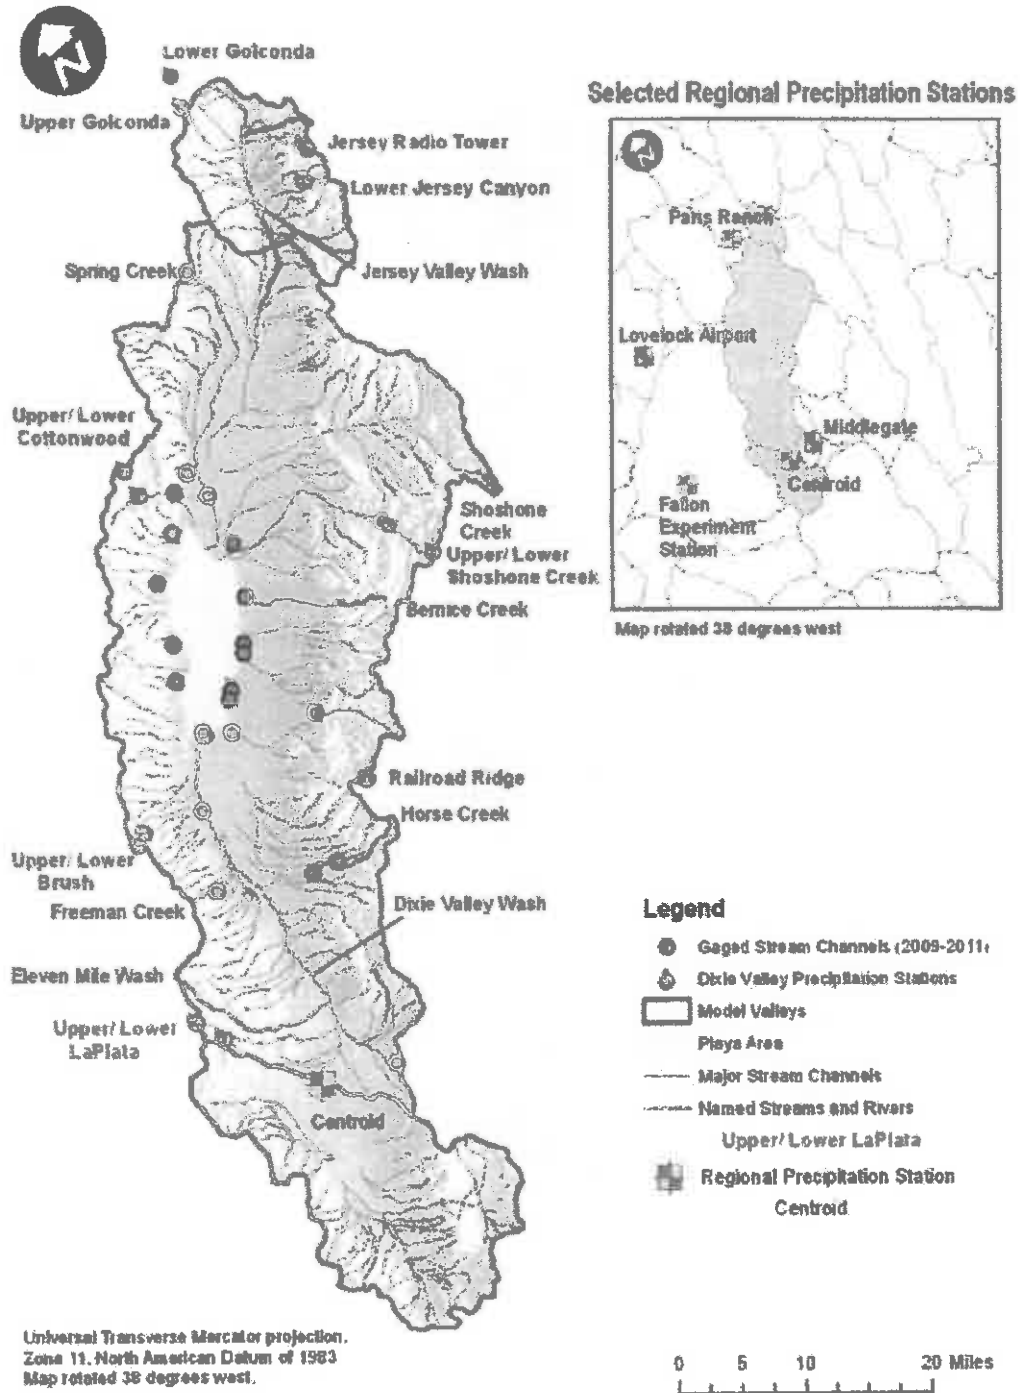 N
Lower Golconda
Upper Golconda
Jersey Radio Tower
Lower Jersey Canyon
Spring Creek
Jersey Valley Wash
Upper/ Lower
Cottonwood
Shoshone
Creek
Upper/ Lower
Shoshone Creek
Bernice Creek
Railroad Ridge
Horse Creek
Upper/ Lower
Brush
Freeman Creek
Dixie Valley Wash
Eleven Mile Wash
Upper/ Lower
LaPlata
Centroid
Universal Transverse Mercator projection,
Zone 11, North American Datum of 1983
Map rotated 38 degrees west.
Selected Regional Precipitation Stations
N
Paris Ranch
Lovelock Airport
Middlegate
Centroid
Fallon
Experiment
Station
Map rotated 38 degrees west
Legend
Gaged Stream Channels (2009-2011)
Dixie Valley Precipitation Stations
Model Valleys
Playa Area
Major Stream Channels
Named Streams and Rivers
Upper/ Lower LaPlata
Regional Precipitation Station
Centroid
0 5 10 20 Miles